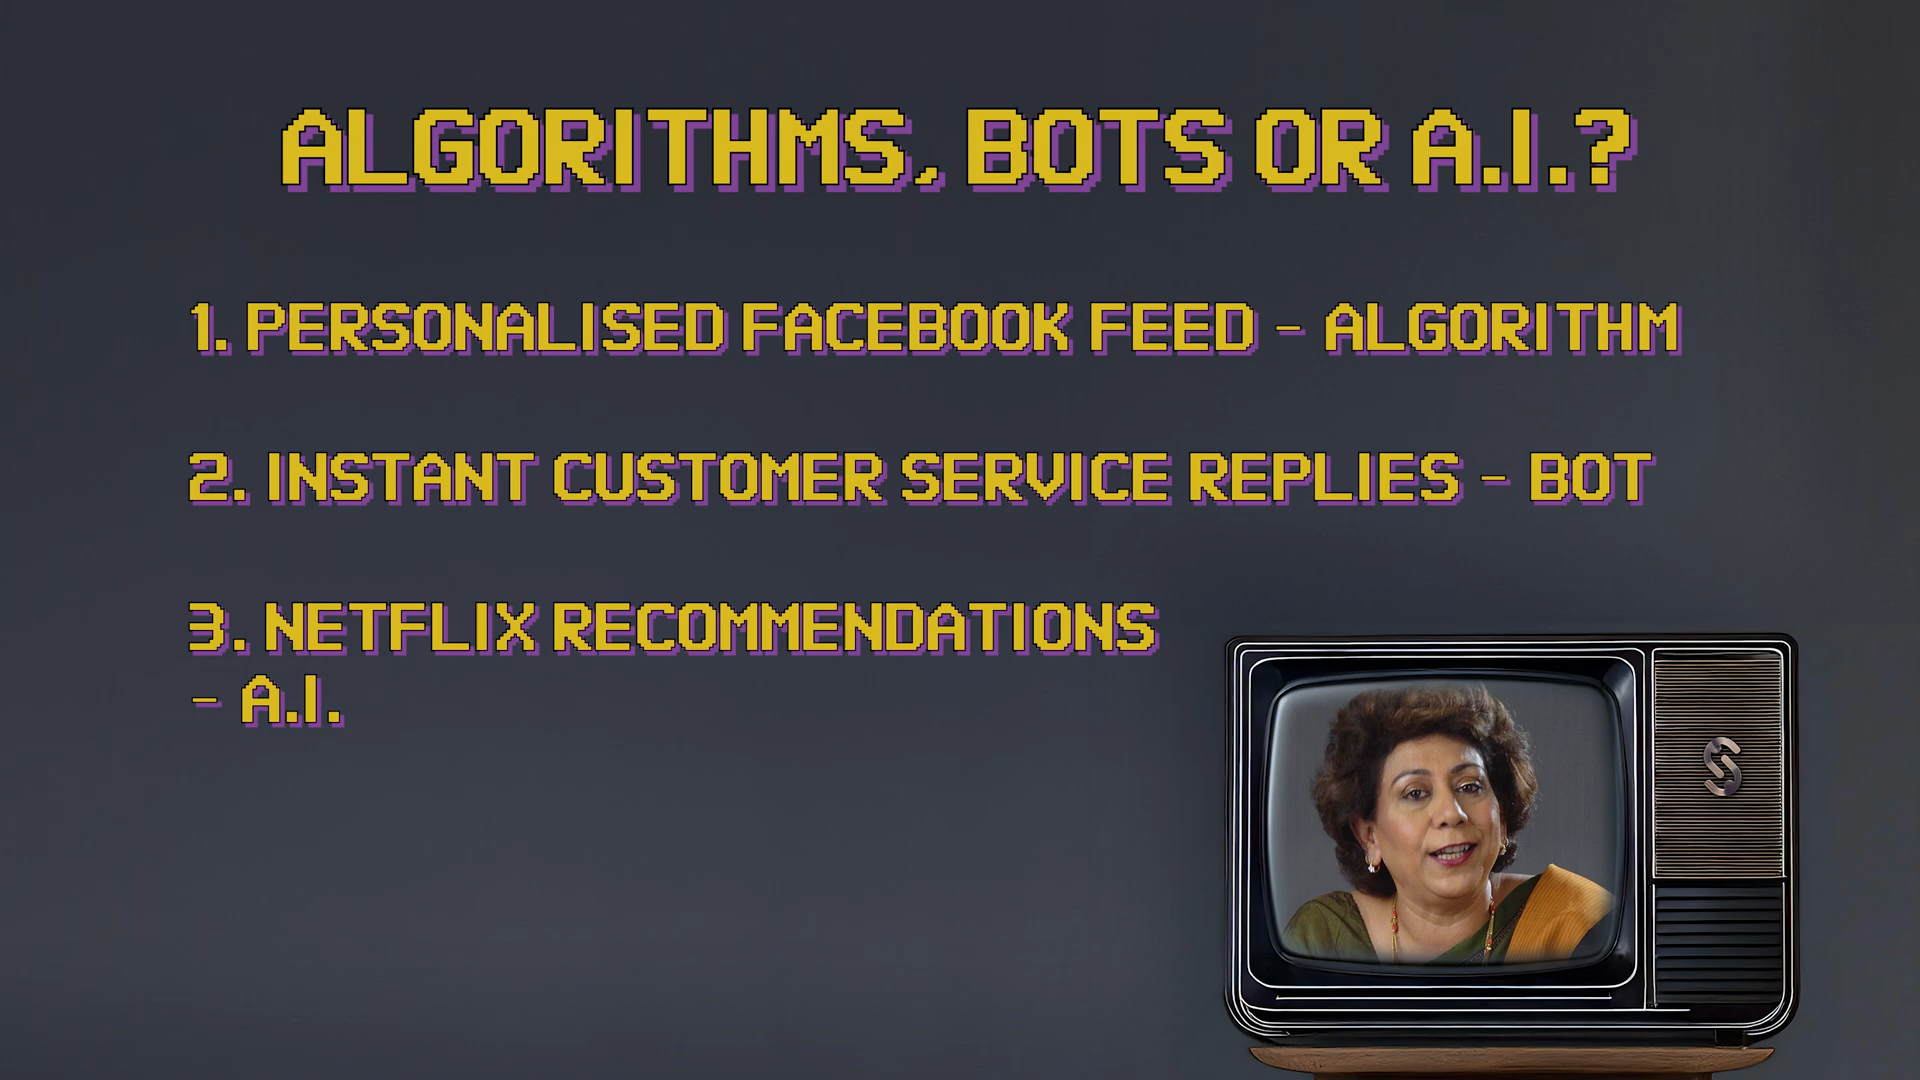 ALGORITHMS, BOTS OR A.I.?
1. PERSONALISED FACEBOOK FEED - ALGORITHM
2. INSTANT CUSTOMER SERVICE REPLIES - BOT
3. NETFLIX RECOMMENDATIONS
- A.I.